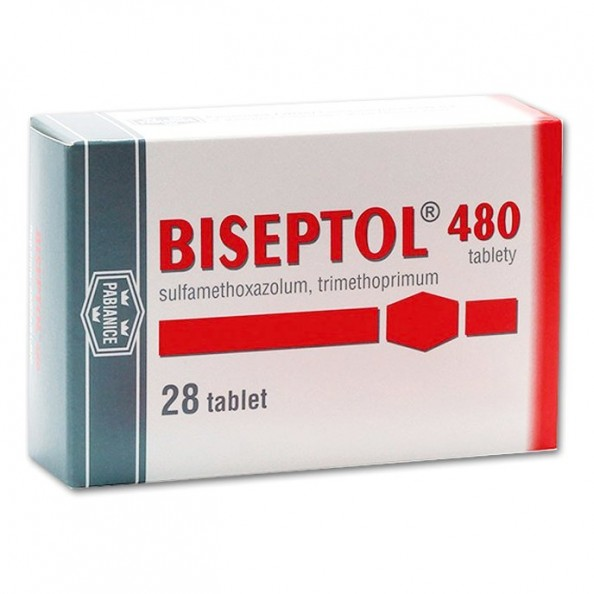 BISEPTOL® 480
tablety
sulfamethoxazolum, trimethoprimum
28 tablet
PABIANICE